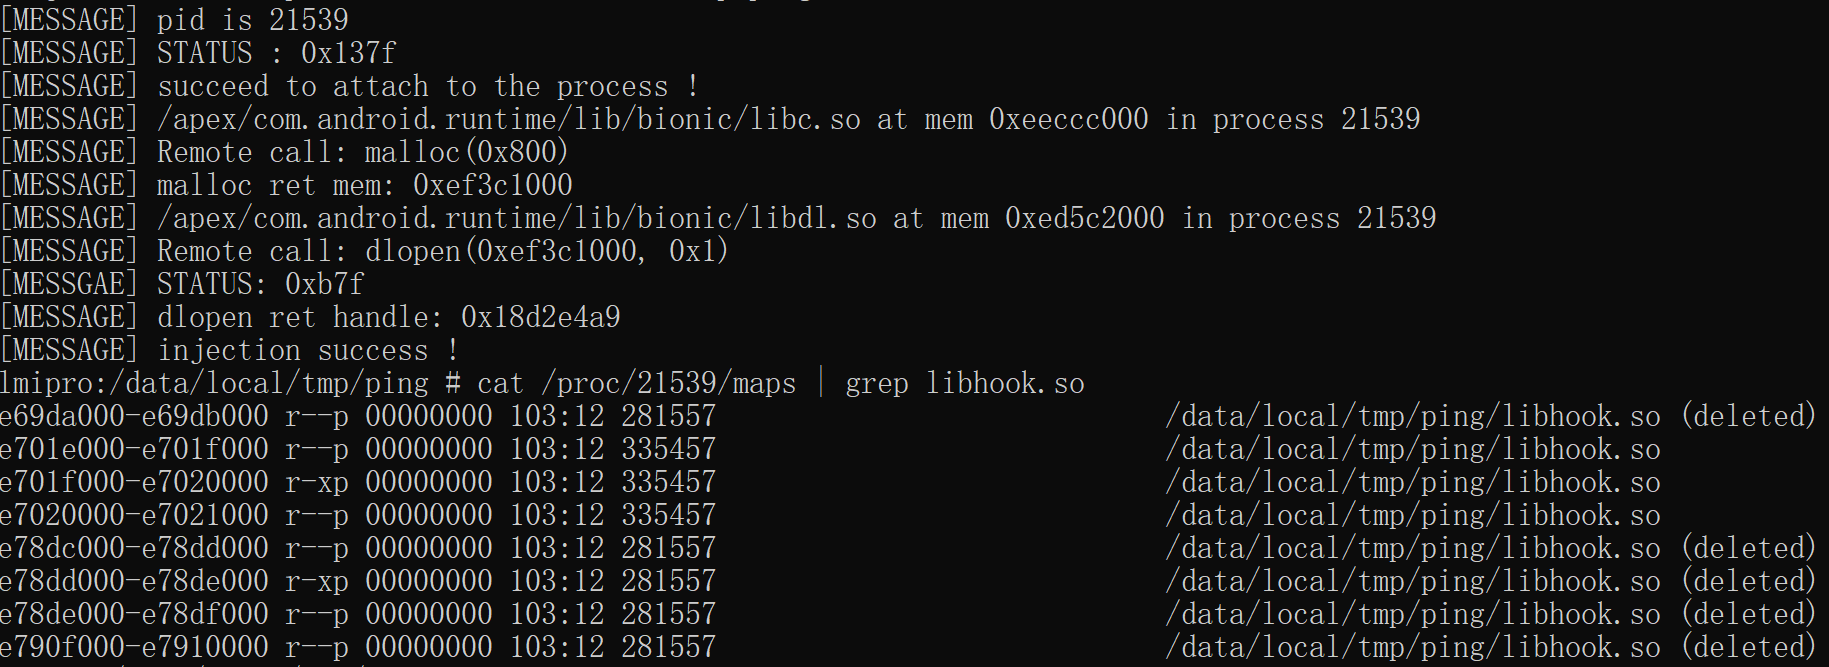 [MESSAGE] pid is 21539
[MESSAGE] STATUS : 0x137f
[MESSAGE] succeed to attach to the process !
[MESSAGE] /apex/com.android.runtime/lib/bionic/libc.so at mem 0xeeccc000 in process 21539
[MESSAGE] Remote call: malloc(0x800)
[MESSAGE] malloc ret mem: 0xef3c1000
[MESSAGE] /apex/com.android.runtime/lib/bionic/libdl.so at mem 0xed5c2000 in process 21539
[MESSAGE] Remote call: dlopen(0xef3c1000, 0x1)
[MESSGAE] STATUS: 0xb7f
[MESSAGE] dlopen ret handle: 0x18d2e4a9
[MESSAGE] injection success !
lmipro:/data/local/tmp/ping # cat /proc/21539/maps | grep libhook.so
e69da000-e69db000 r--p 00000000 103:12 281557 /data/local/tmp/ping/libhook.so (deleted)
e701e000-e701f000 r--p 00000000 103:12 335457 /data/local/tmp/ping/libhook.so
e701f000-e7020000 r-xp 00000000 103:12 335457 /data/local/tmp/ping/libhook.so
e7020000-e7021000 r--p 00000000 103:12 335457 /data/local/tmp/ping/libhook.so
e78dc000-e78dd000 r--p 00000000 103:12 281557 /data/local/tmp/ping/libhook.so (deleted)
e78dd000-e78de000 r-xp 00000000 103:12 281557 /data/local/tmp/ping/libhook.so (deleted)
e78de000-e78df000 r--p 00000000 103:12 281557 /data/local/tmp/ping/libhook.so (deleted)
e790f000-e7910000 r--p 00000000 103:12 281557 /data/local/tmp/ping/libhook.so (deleted)